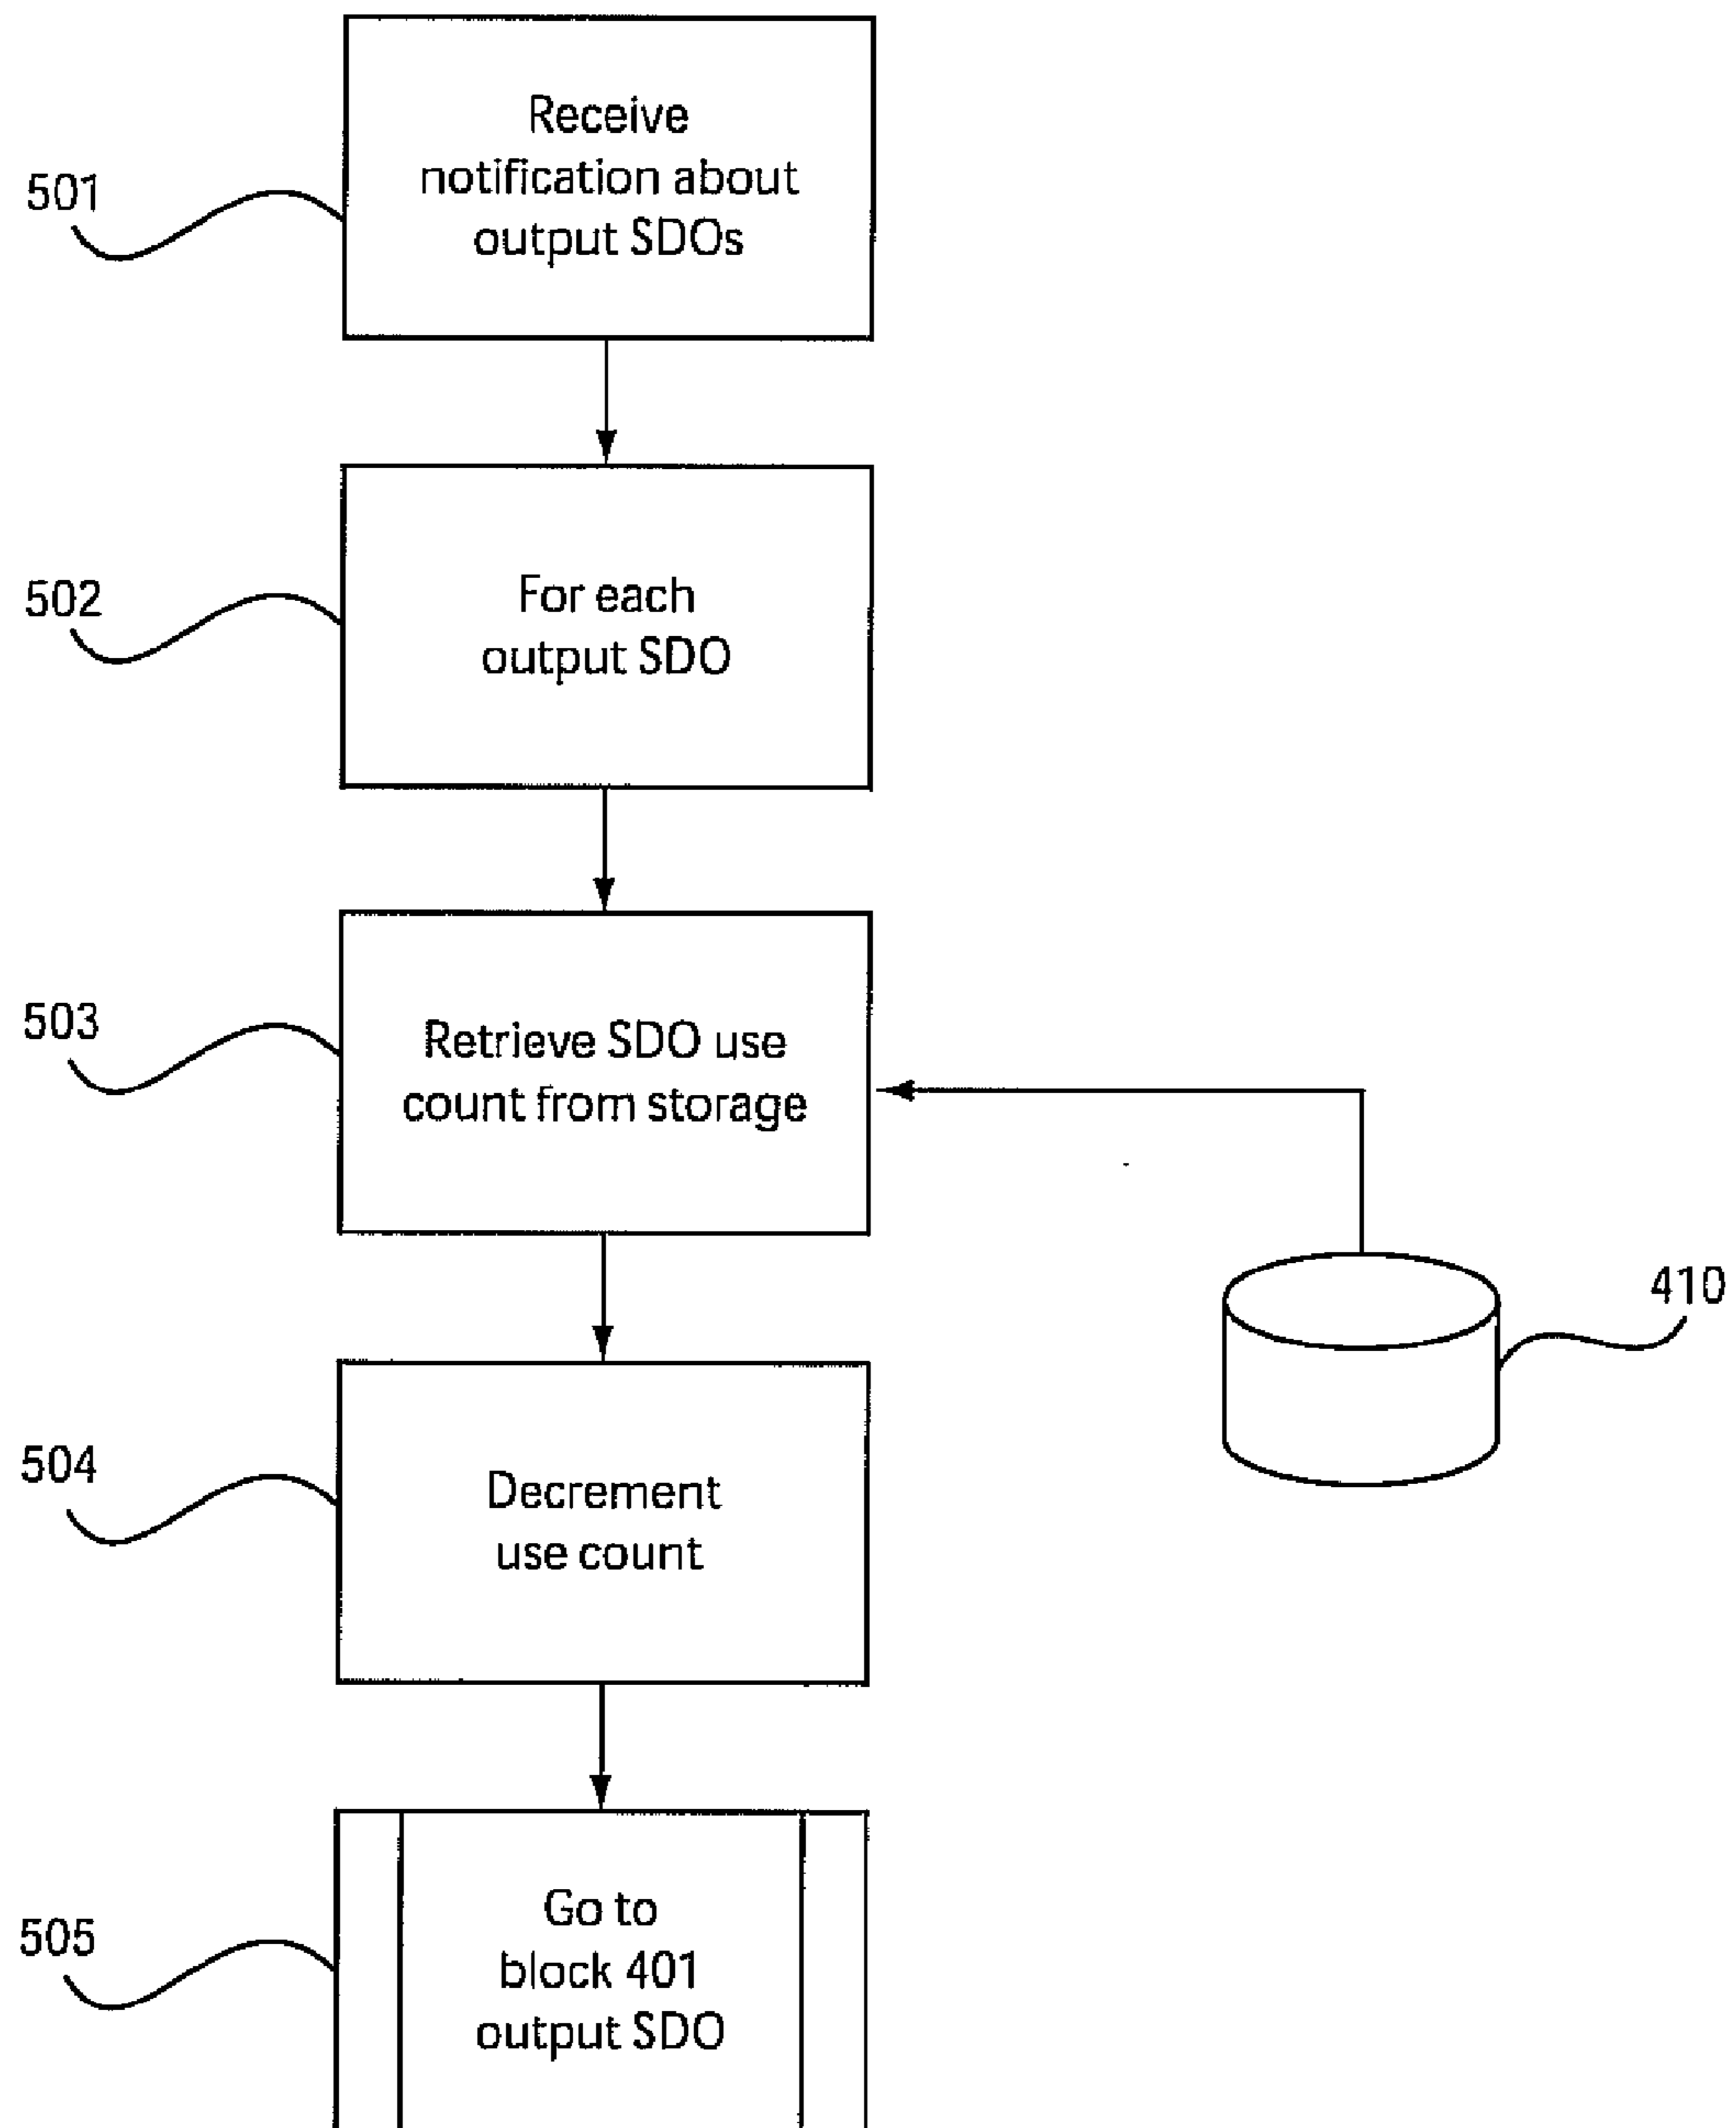 Receive
notification about
output SDOs
501
For each
output SDO
502
Retrieve SDO use
count from storage
503
410
Decrement
use count
504
Go to
block 401
output SDO
505